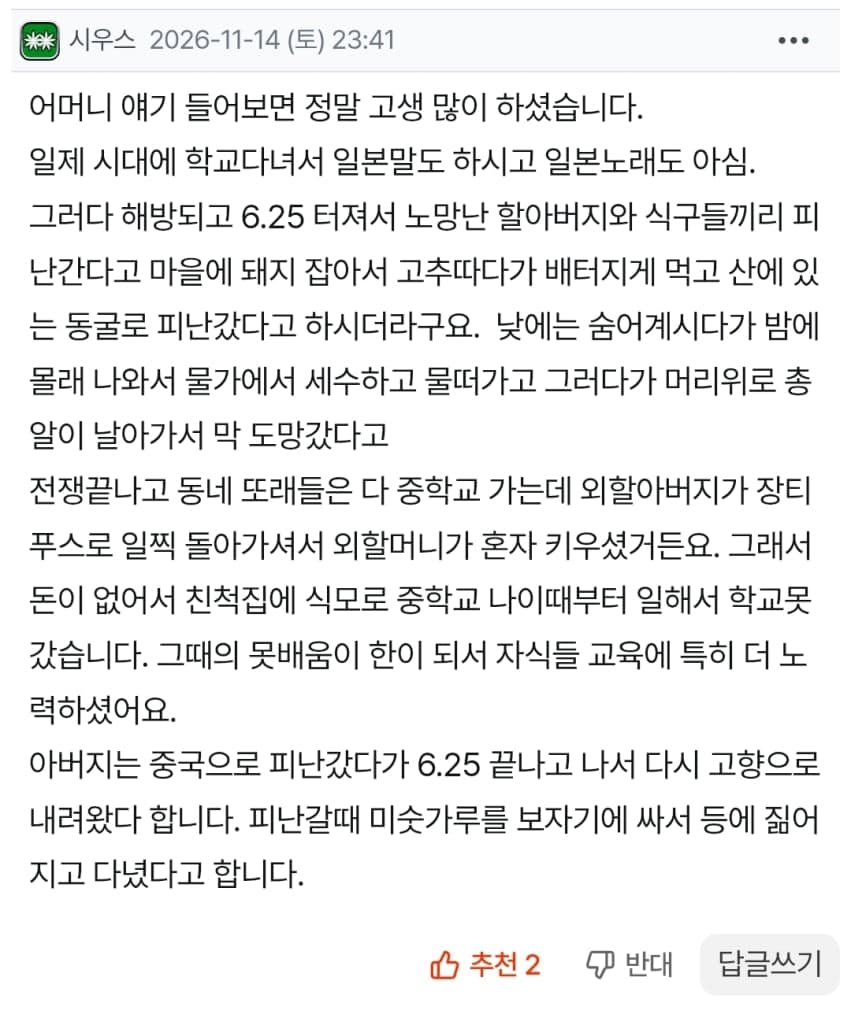 시우스 2026-11-14 (토) 23:41
어머니 얘기 들어보면 정말 고생 많이 하셨습니다.
일제 시대에 학교다녀서 일본말도 하시고 일본노래도 아심.
그러다 해방되고 6.25 터져서 노망난 할아버지와 식구들끼리 피
난간다고 마을에 돼지 잡아서 고추따다가 배터지게 먹고 산에 있
는 동굴로 피난갔다고 하시더라구요. 낮에는 숨어계시다가 밤에
몰래 나와서 물가에서 세수하고 물떠가고 그러다가 머리위로 총
알이 날아가서 막 도망갔다고
전쟁끝나고 동네 또래들은 다 중학교 가는데 외할아버지가 장티
푸스로 일찍 돌아가셔서 외할머니가 혼자 키우셨거든요. 그래서
돈이 없어서 친척집에 식모로 중학교 나이때부터 일해서 학교못
갔습니다. 그때의 못배움이 한이 되서 자식들 교육에 특히 더 노
력하셨어요.
아버지는 중국으로 피난갔다가 6.25 끝나고 나서 다시 고향으로
내려왔다 합니다. 피난갈때 미숫가루를 보자기에 싸서 등에 짊어
지고 다녔다고 합니다.
추천 2 반대 답글쓰기